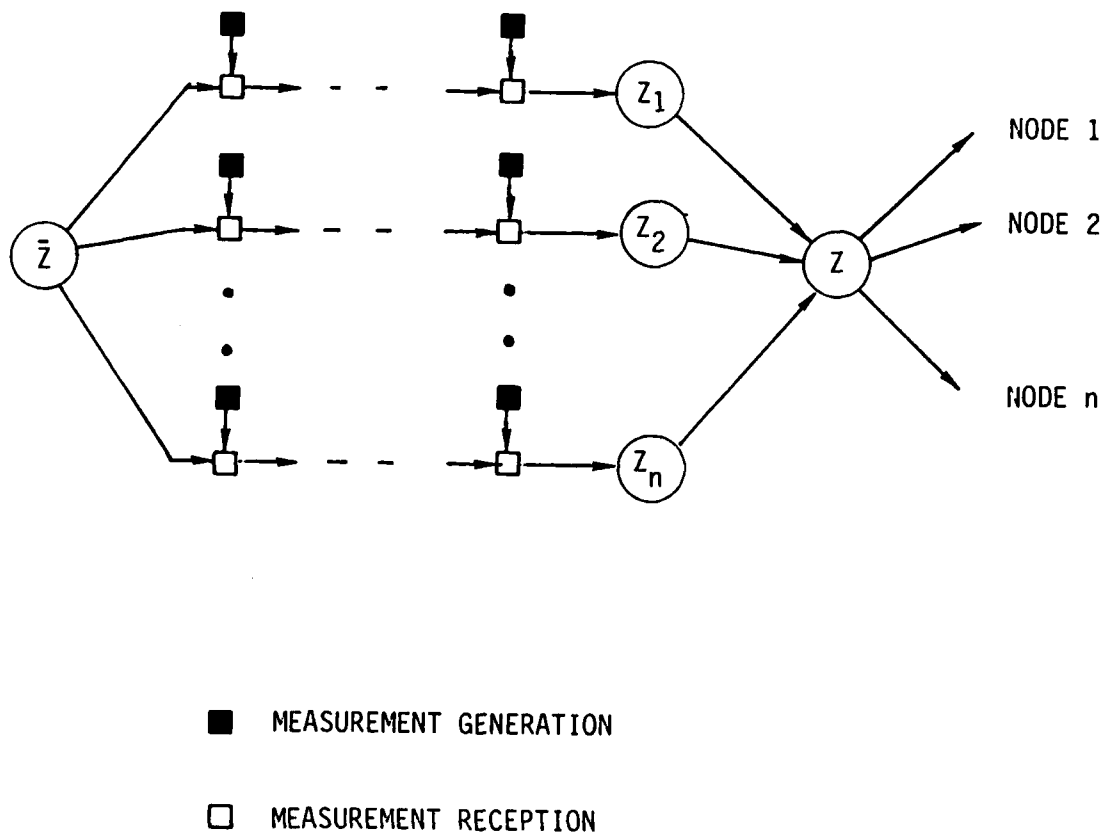 Z₁
NODE 1
NODE 2
Z̄
Z₂
Z
NODE n
Zₙ
MEASUREMENT GENERATION
MEASUREMENT RECEPTION